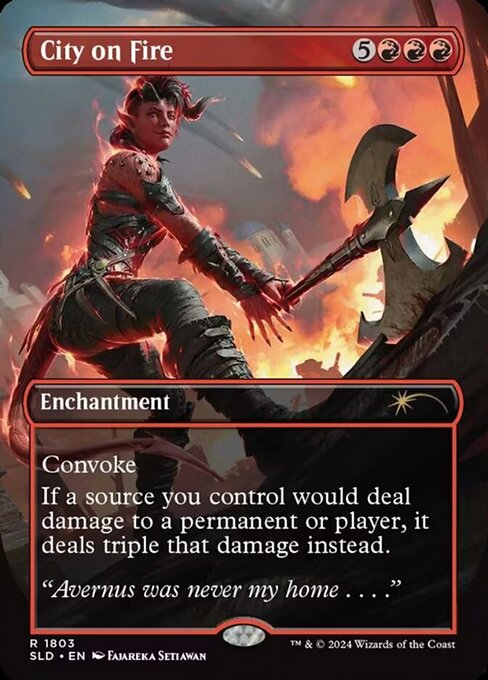 City on Fire 5
Enchantment
Convoke
If a source you control would deal
damage to a permanent or player, it
deals triple that damage instead.
“Avernus was never my home . . . .”
R 1803
SLD • EN Fajareka Setiawan
™ & © 2024 Wizards of the Coast